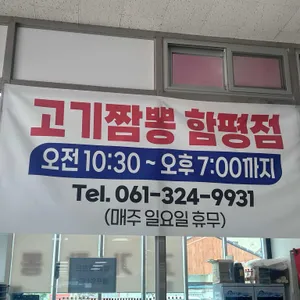 고기짬뽕 함평점
오전 10:30 ~ 오후 7:00까지
Tel. 061-324-9931
(매주 일요일 휴무)